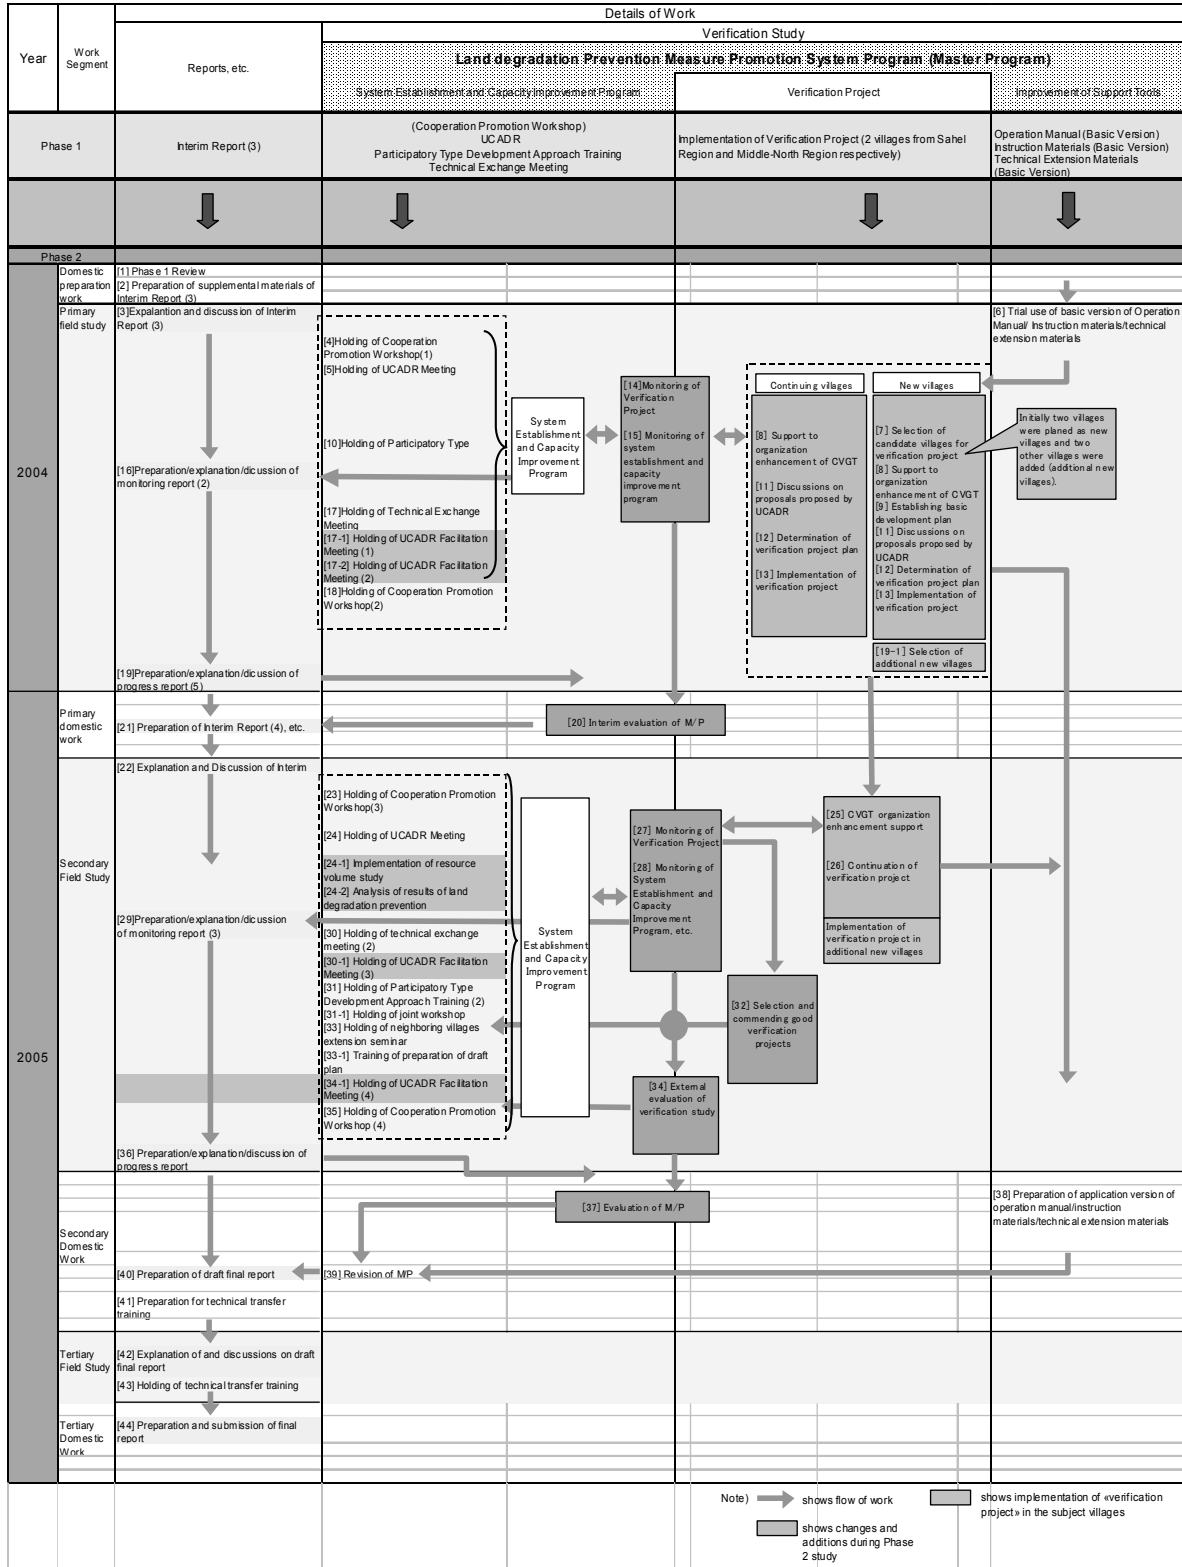 Details of Work
Verification Study
Year
Work
Segment
Reports, etc.
Land degradation Prevention Measure Promotion System Program (Master Program)
System Establishment and Capacity Improvement Program
Verification Project
Improvement of Support Tools
Phase 1
Interim Report (3)
(Cooperation Promotion Workshop)
UCADR
Participatory Type Development Approach Training
Technical Exchange Meeting
Implementation of Verification Project (2 villages from Sahel
Region and Middle-North Region respectively)
Operation Manual (Basic Version)
Instruction Materials (Basic Version)
Technical Extension Materials
(Basic Version)
Phase 2
2004
Domestic
preparation
work
[1] Phase 1 Review
[2] Preparation of supplemental materials of
Interim Report (3)
Primary
field study
[3]Explanation and discussion of Interim
Report (3)
[4]Holding of Cooperation
Promotion Workshop(1)
[5]Holding of UCADR Meeting
[10]Holding of Participatory Type
[16]Preparation/explanation/dicussion of
monitoring report (2)
[17]Holding of Technical Exchange
Meeting
[17-1] Holding of UCADR Facilitation
Meeting (1)
[17-2] Holding of UCADR Facilitation
Meeting (2)
[18]Holding of Cooperation Promotion
Workshop(2)
System
Establishment
and Capacity
Improvement
Program
[14]Monitoring of
Verification
Project
[15] Monitoring of
system
establishment and
capacity
improvement
program
Continuing villages
[8] Support to
organization
enhancement of CVGT
[11] Discussions on
proposals proposed by
UCADR
[12] Determination of
verification project plan
[13] Implementation of
verification project
New villages
[7] Selection of
candidate villages for
verification project
[8] Support to
organization
enhancement of CVGT
[9] Establishing basic
development plan
[11] Discussions on
proposals proposed by
UCADR
[12] Determination of
verification project plan
[13] Implementation of
verification project
[19-1] Selection of
additional new villages
[6] Trial use of basic version of Operation
Manual/ Instruction materials/technical
extension materials
Initially two villages
were planed as new
villages and two
other villages were
added (additional new
villages).
[19]Preparation/explanation/dicussion of
progress report (5)
2005
Primary
domestic
work
[21] Preparation of Interim Report (4), etc.
[20] Interim evaluation of M/P
Secondary
Field Study
[22] Explanation and Discussion of Interim
[23] Holding of Cooperation Promotion
Workshop(3)
[24] Holding of UCADR Meeting
[24-1] Implementation of resource
volume study
[24-2] Analysis of results of land
degradation prevention
[29]Preparation/explanation/dicussion
of monitoring report (3)
[30] Holding of technical exchange
meeting (2)
[30-1] Holding of UCADR Facilitation
Meeting (3)
[31] Holding of Participatory Type
Development Approach Training (2)
[31-1] Holding of joint workshop
[33] Holding of neighboring villages
extension seminar
[33-1] Training of preparation of draft
plan
[34-1] Holding of UCADR Facilitation
Meeting (4)
[35] Holding of Cooperation Promotion
Workshop (4)
System
Establishment
and Capacity
Improvement
Program
[27] Monitoring of
Verification Project
[28] Monitoring of
System
Establishment and
Capacity
Improvement
Program, etc.
[25] CVGT organization
enhancement support
[26] Continuation of
verification project
Implementation of
verification project in
additional new villages
[32] Selection and
commending good
verification
projects
[34] External
evaluation of
verification study
[36] Preparation/explanation/discussion of
progress report
Secondary
Domestic
Work
[37] Evaluation of M/P
[38] Preparation of application version of
operation manual/instruction
materials/technical extension materials
[40] Preparation of draft final report
[39] Revision of M/P
[41] Preparation for technical transfer
training
Tertiary
Field Study
[42] Explanation of and discussions on draft
final report
[43] Holding of technical transfer training
Tertiary
Domestic
Work
[44] Preparation and submission of final
report
Note)
shows flow of work
shows implementation of «verification
project» in the subject villages
shows changes and
additions during Phase
2 study